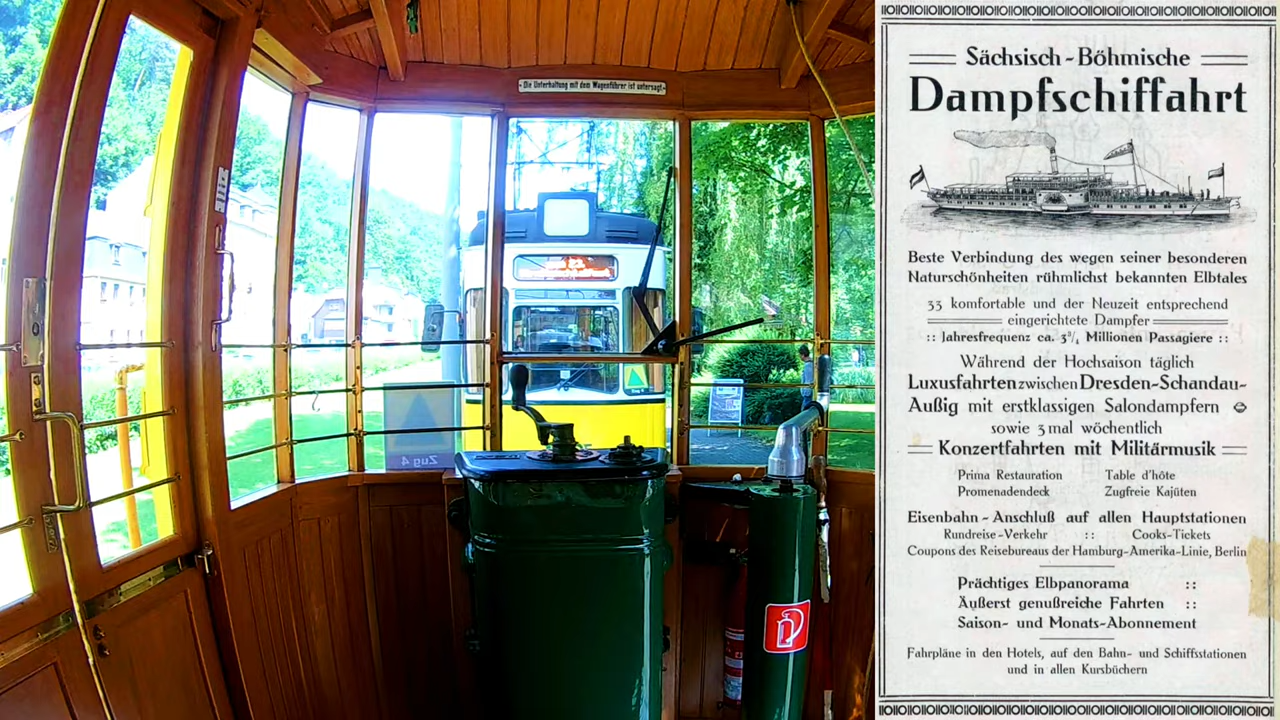 - Die Unterhaltung mit dem Wagenführer ist untersagt -
Zug 4
Sächsisch-Böhmische
Dampfschiffahrt
Beste Verbindung des wegen seiner besonderen
Naturschönheiten rühmlichst bekannten Elbtales
33 komfortable und der Neuzeit entsprechend
eingerichtete Dampfer
:: Jahresfrequenz ca. 3¾ Millionen Passagiere ::
Während der Hochsaison täglich
Luxusfahrten zwischen Dresden-Schandau-
Außig mit erstklassigen Salondampfern
sowie 3 mal wöchentlich
Konzertfahrten mit Militärmusik
Prima Restauration Table d'hôte
Promenadendeck Zugfreie Kajüten
Eisenbahn-Anschluß auf allen Hauptstationen
Rundreise-Verkehr :: Cooks-Tickets
Coupons des Reisebureaus der Hamburg-Amerika-Linie, Berlin
Prächtiges Elbpanorama ::
Äußerst genußreiche Fahrten ::
Saison- und Monats-Abonnement
Fahrpläne in den Hotels, auf den Bahn- und Schiffsstationen
und in allen Kursbüchern